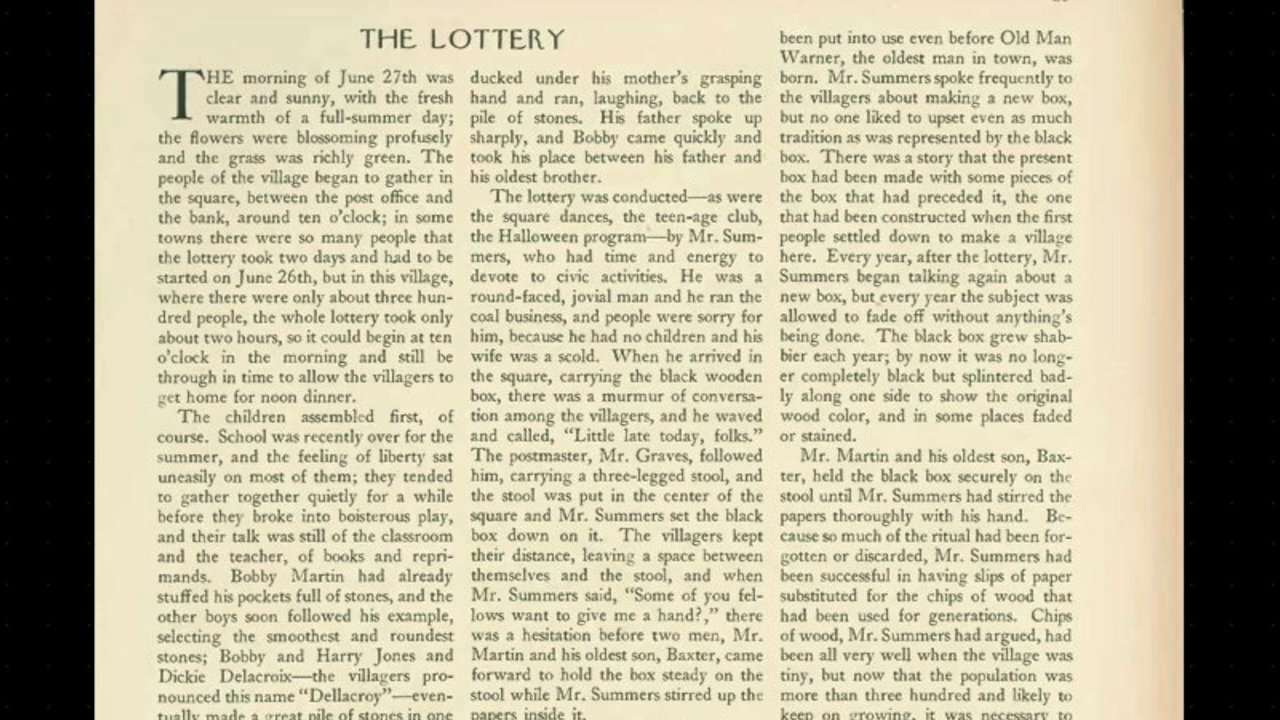 THE LOTTERY
THE morning of June 27th was
clear and sunny, with the fresh
warmth of a full-summer day;
the flowers were blossoming profusely
and the grass was richly green. The
people of the village began to gather in
the square, between the post office and
the bank, around ten o'clock; in some
towns there were so many people that
the lottery took two days and had to be
started on June 26th, but in this village,
where there were only about three hun-
dred people, the whole lottery took only
about two hours, so it could begin at ten
o'clock in the morning and still be
through in time to allow the villagers to
get home for noon dinner.
The children assembled first, of
course. School was recently over for the
summer, and the feeling of liberty sat
uneasily on most of them; they tended
to gather together quietly for a while
before they broke into boisterous play,
and their talk was still of the classroom
and the teacher, of books and repri-
mands. Bobby Martin had already
stuffed his pockets full of stones, and the
other boys soon followed his example,
selecting the smoothest and roundest
stones; Bobby and Harry Jones and
Dickie Delacroix—the villagers pro-
nounced this name "Dellacroy"—even-
tually made a great pile of stones in one
ducked under his mother's grasping
hand and ran, laughing, back to the
pile of stones. His father spoke up
sharply, and Bobby came quickly and
took his place between his father and
his oldest brother.
The lottery was conducted—as were
the square dances, the teen-age club,
the Halloween program—by Mr. Sum-
mers, who had time and energy to
devote to civic activities. He was a
round-faced, jovial man and he ran the
coal business, and people were sorry for
him, because he had no children and his
wife was a scold. When he arrived in
the square, carrying the black wooden
box, there was a murmur of conversa-
tion among the villagers, and he waved
and called, "Little late today, folks."
The postmaster, Mr. Graves, followed
him, carrying a three-legged stool, and
the stool was put in the center of the
square and Mr. Summers set the black
box down on it. The villagers kept
their distance, leaving a space between
themselves and the stool, and when
Mr. Summers said, "Some of you fel-
lows want to give me a hand?," there
was a hesitation before two men, Mr.
Martin and his oldest son, Baxter, came
forward to hold the box steady on the
stool while Mr. Summers stirred up the
papers inside it.
been put into use even before Old Man
Warner, the oldest man in town, was
born. Mr. Summers spoke frequently to
the villagers about making a new box,
but no one liked to upset even as much
tradition as was represented by the black
box. There was a story that the present
box had been made with some pieces of
the box that had preceded it, the one
that had been constructed when the first
people settled down to make a village
here. Every year, after the lottery, Mr.
Summers began talking again about a
new box, but every year the subject was
allowed to fade off without anything's
being done. The black box grew shab-
bier each year; by now it was no long-
er completely black but splintered bad-
ly along one side to show the original
wood color, and in some places faded
or stained.
Mr. Martin and his oldest son, Bax-
ter, held the black box securely on the
stool until Mr. Summers had stirred the
papers thoroughly with his hand. Be-
cause so much of the ritual had been for-
gotten or discarded, Mr. Summers had
been successful in having slips of paper
substituted for the chips of wood that
had been used for generations. Chips
of wood, Mr. Summers had argued, had
been all very well when the village was
tiny, but now that the population was
more than three hundred and likely to
keep on growing, it was necessary to